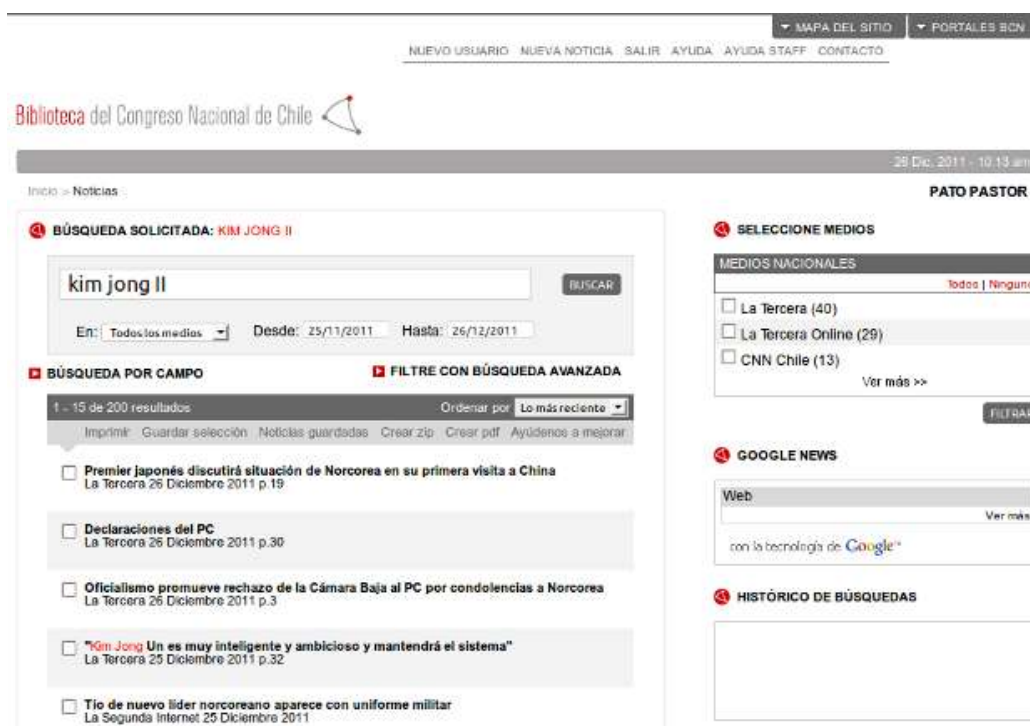 MAPA DEL SITIO
PORTALES BCN
NUEVO USUARIO NUEVA NOTICIA SALIR AYUDA AYUDA STAFF CONTACTO
Biblioteca del Congreso Nacional de Chile
26 Dic, 2011 - 10:13 am
Inicio > Noticias
PATO PASTOR
BÚSQUEDA SOLICITADA: KIM JONG II
kim jong II
BUSCAR
En: Todos los medios Desde: 25/11/2011 Hasta: 26/12/2011
BÚSQUEDA POR CAMPO
FILTRE CON BÚSQUEDA AVANZADA
1 - 15 de 200 resultados
Ordenar por Lo más reciente
Imprimir Guardar selección Noticias guardadas Crear zip Crear pdf Ayúdenos a mejorar
Premier japonés discutirá situación de Norcorea en su primera visita a China
La Tercera 26 Diciembre 2011 p.19
Declaraciones del PC
La Tercera 26 Diciembre 2011 p.30
Oficialismo promueve rechazo de la Cámara Baja al PC por condolencias a Norcorea
La Tercera 26 Diciembre 2011 p.3
"Kim Jong Un es muy inteligente y ambicioso y mantendrá el sistema"
La Tercera 25 Diciembre 2011 p.32
Tío de nuevo líder norcoreano aparece con uniforme militar
La Segunda Internet 25 Diciembre 2011
SELECCIONE MEDIOS
MEDIOS NACIONALES
Todos | Ninguno
La Tercera (40)
La Tercera Online (29)
CNN Chile (13)
Ver más >>
FILTRAR
GOOGLE NEWS
Web
Ver más
con la tecnología de Google™
HISTÓRICO DE BÚSQUEDAS